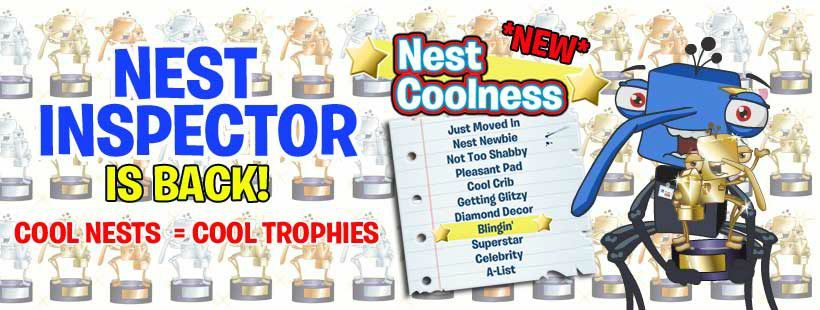 NEST
INSPECTOR
IS BACK!
COOL NESTS = COOL TROPHIES
*NEW*
Nest
Coolness
Just Moved In
Nest Newbie
Not Too Shabby
Pleasant Pad
Cool Crib
Getting Glitzy
Diamond Decor
Blingin'
Superstar
Celebrity
A-List